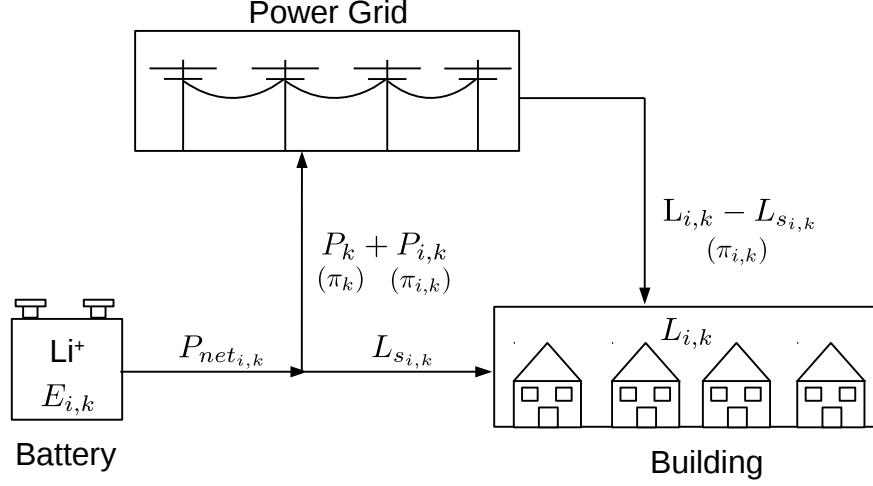 Power Grid
L_{i,k} − L_{s_{i,k}}
(π_{i,k})
P_k + P_{i,k}
(π_k) (π_{i,k})
P_{net_{i,k}}
L_{s_{i,k}}
L_{i,k}
Li⁺
E_{i,k}
Battery
Building